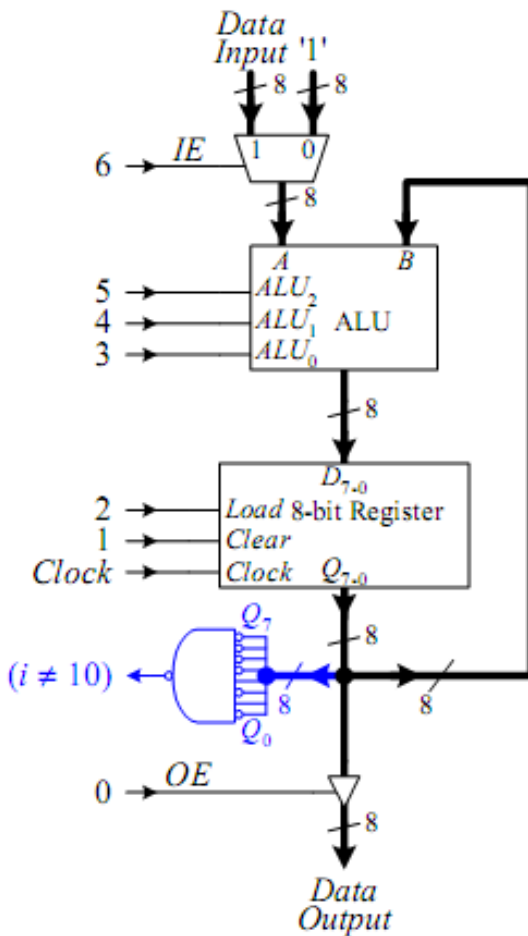 Data
Input '1'
8 8
6 IE 1 0
8
A B
5 ALU₂
4 ALU₁ ALU
3 ALU₀
8
D₇₋₀
2 Load 8-bit Register
1 Clear
Clock Clock Q₇₋₀
Q₇ 8
(i ≠ 10)
8 8
Q₀
0 OE
8
Data
Output